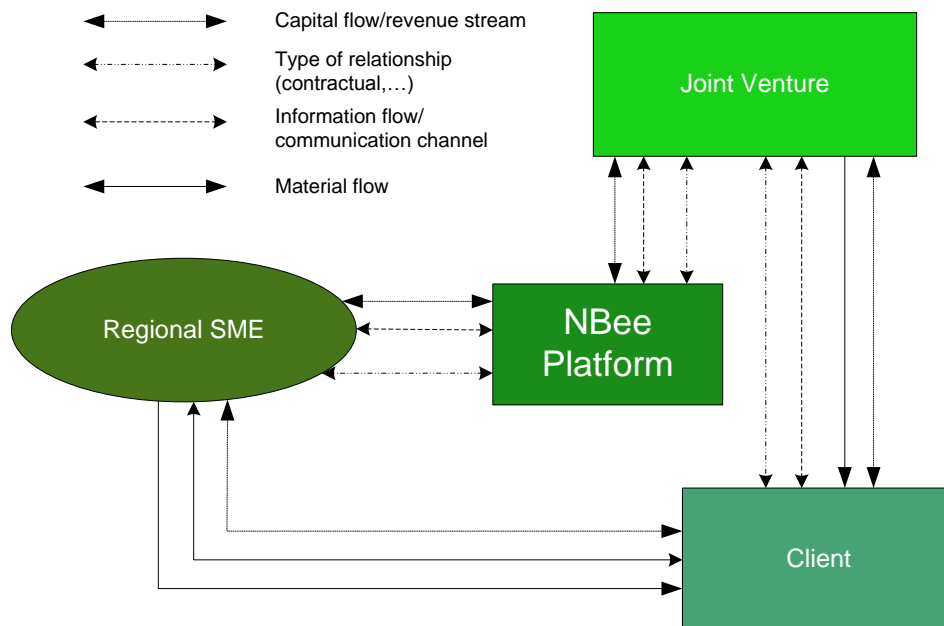 Capital flow/revenue stream
Type of relationship
(contractual,…)
Information flow/
communication channel
Material flow
Joint Venture
Regional SME
NBee
Platform
Client